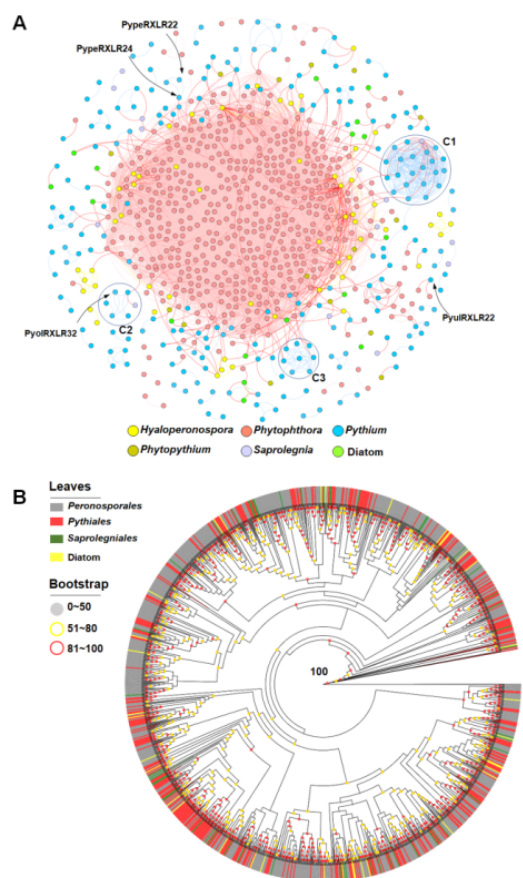 A
PypeRXLR22
PypeRXLR24
C1
PyulRXLR22
PyolRXLR32
C2
C3
Hyaloperonospora Phytophthora Pythium
Phytopythium Saprolegnia Diatom
B
Leaves
Peronosporales
Pythiales
Saprolegniales
Diatom
Bootstrap
0~50
51~80
81~100
100